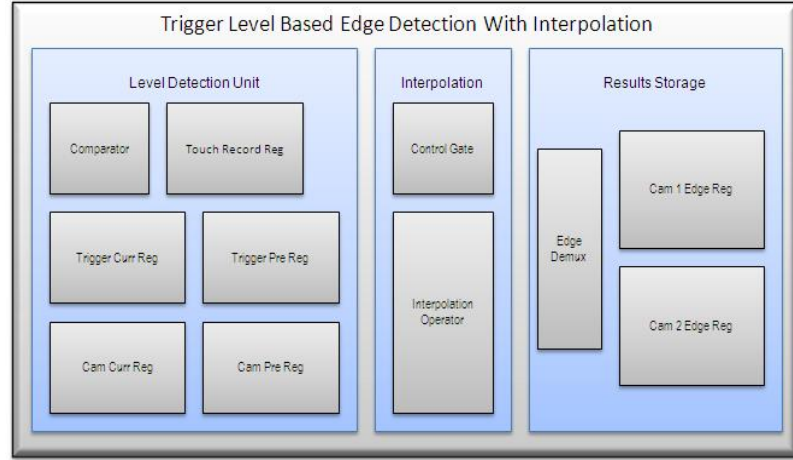 Trigger Level Based Edge Detection With Interpolation
Level Detection Unit
Comparator
Touch Record Reg
Trigger Curr Reg
Trigger Pre Reg
Cam Curr Reg
Cam Pre Reg
Interpolation
Control Gate
Interpolation
Operator
Results Storage
Edge
Demux
Cam 1 Edge Reg
Cam 2 Edge Reg